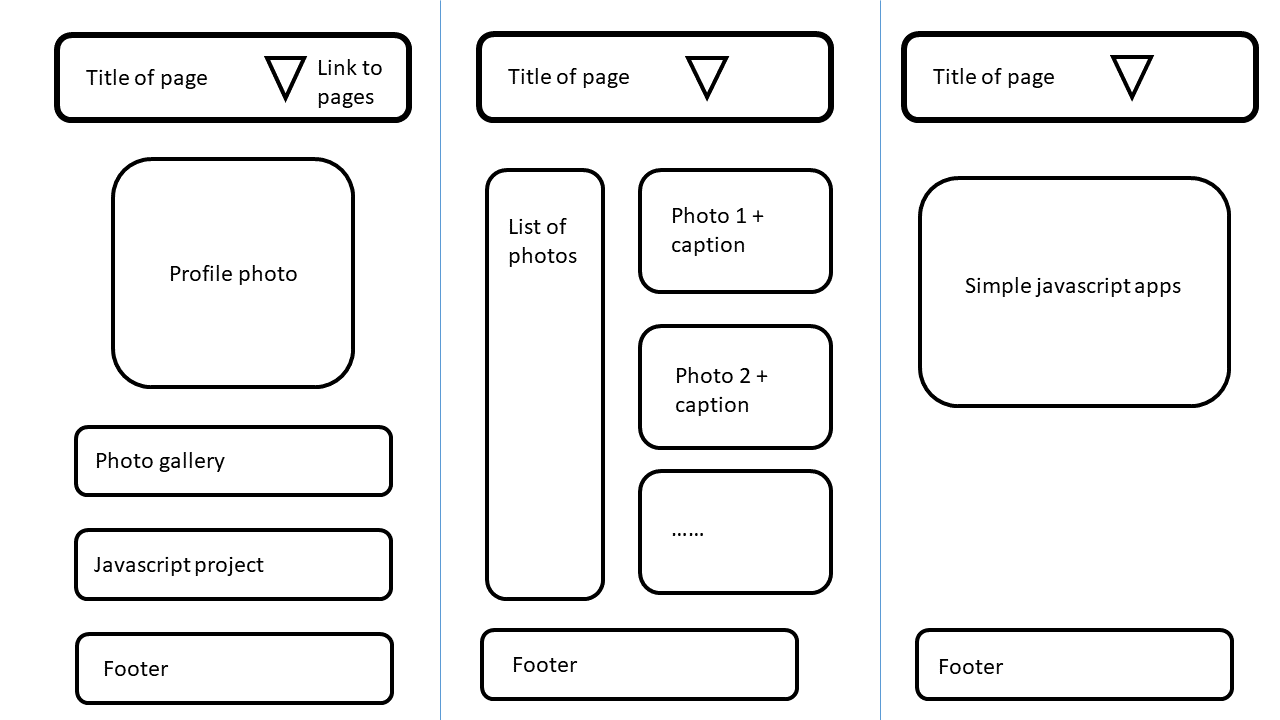 Title of page
Link to
pages
Profile photo
Photo gallery
Javascript project
Footer
Title of page
List of
photos
Photo 1 +
caption
Photo 2 +
caption
……
Footer
Title of page
Simple javascript apps
Footer